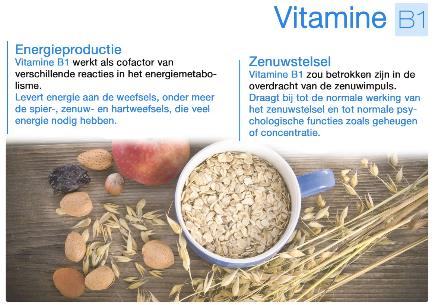 Vitamine B1
Energieproductie
Vitamine B1 werkt als cofactor van
verschillende reacties in het energiemetabo-
lisme.
Levert energie aan de weefsels, onder meer
de spier-, zenuw- en hartweefsels, die veel
energie nodig hebben.
Zenuwstelsel
Vitamine B1 zou betrokken zijn in de
overdracht van de zenuwimpuls.
Draagt bij tot de normale werking van
het zenuwstelsel en tot normale psy-
chologische functies zoals geheugen
of concentratie.